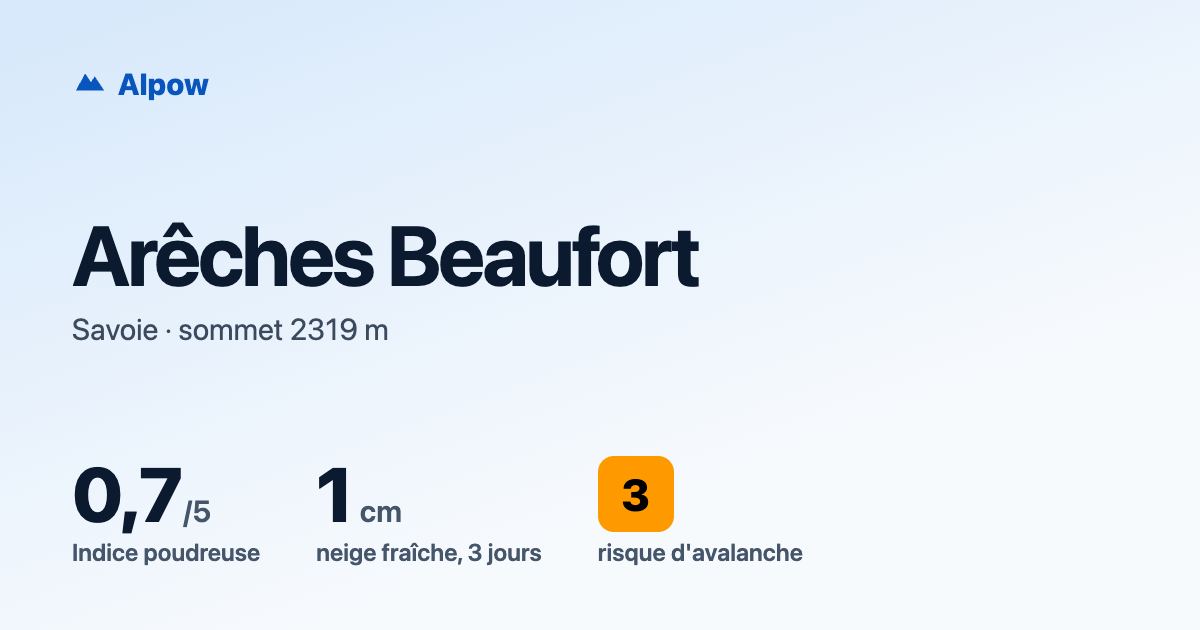 Alpow
Arêches Beaufort
Savoie · sommet 2319 m
0,7/5
Indice poudreuse
1 cm
neige fraîche, 3 jours
3
risque d'avalanche